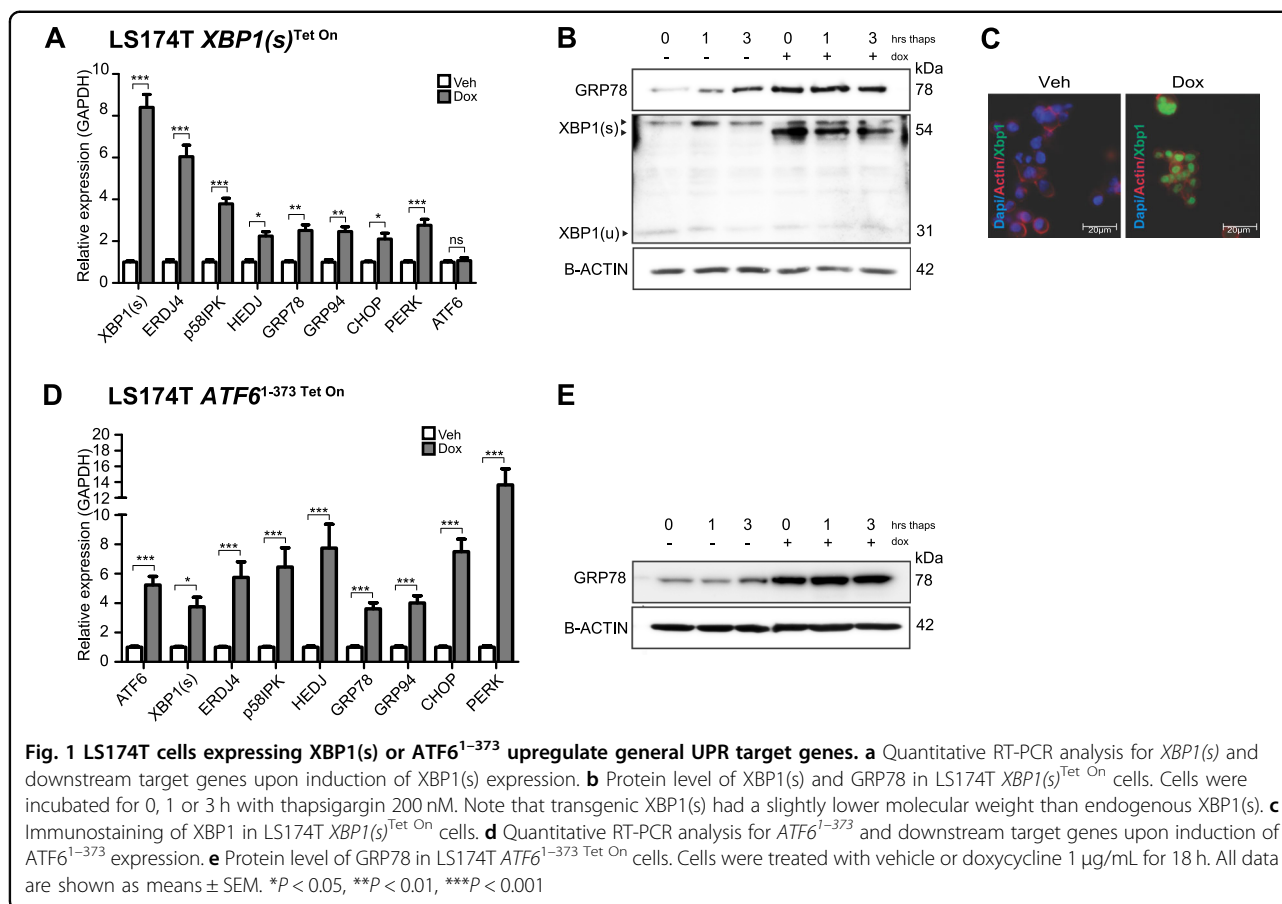 A LS174T XBP1(s)Tet On
Veh
Dox
Relative expression (GAPDH)
10
8
6
4
2
0
***
***
***
*
**
**
*
***
ns
XBP1(s)
ERDJ4
p58IPK
HEDJ
GRP78
GRP94
CHOP
PERK
ATF6
B
0 1 3 0 1 3 hrs thaps
- - - + + + dox
kDa
GRP78 78
XBP1(s) 54
XBP1(u) 31
B-ACTIN 42
C
Veh Dox
Dapi/Actin/Xbp1
20µm
Dapi/Actin/Xbp1
20µm
D LS174T ATF61-373 Tet On
Veh
Dox
Relative expression (GAPDH)
20
18
16
14
12
10
8
6
4
2
0
***
*
***
***
***
***
***
***
***
ATF6
XBP1(s)
ERDJ4
p58IPK
HEDJ
GRP78
GRP94
CHOP
PERK
E
0 1 3 0 1 3 hrs thaps
- - - + + + dox
kDa
GRP78 78
B-ACTIN 42
Fig. 1 LS174T cells expressing XBP1(s) or ATF61–373 upregulate general UPR target genes. a Quantitative RT-PCR analysis for XBP1(s) and
downstream target genes upon induction of XBP1(s) expression. b Protein level of XBP1(s) and GRP78 in LS174T XBP1(s)Tet On cells. Cells were
incubated for 0, 1 or 3 h with thapsigargin 200 nM. Note that transgenic XBP1(s) had a slightly lower molecular weight than endogenous XBP1(s). c
Immunostaining of XBP1 in LS174T XBP1(s)Tet On cells. d Quantitative RT-PCR analysis for ATF61–373 and downstream target genes upon induction of
ATF61–373 expression. e Protein level of GRP78 in LS174T ATF61–373 Tet On cells. Cells were treated with vehicle or doxycycline 1 µg/mL for 18 h. All data
are shown as means ± SEM. *P < 0.05, **P < 0.01, ***P < 0.001